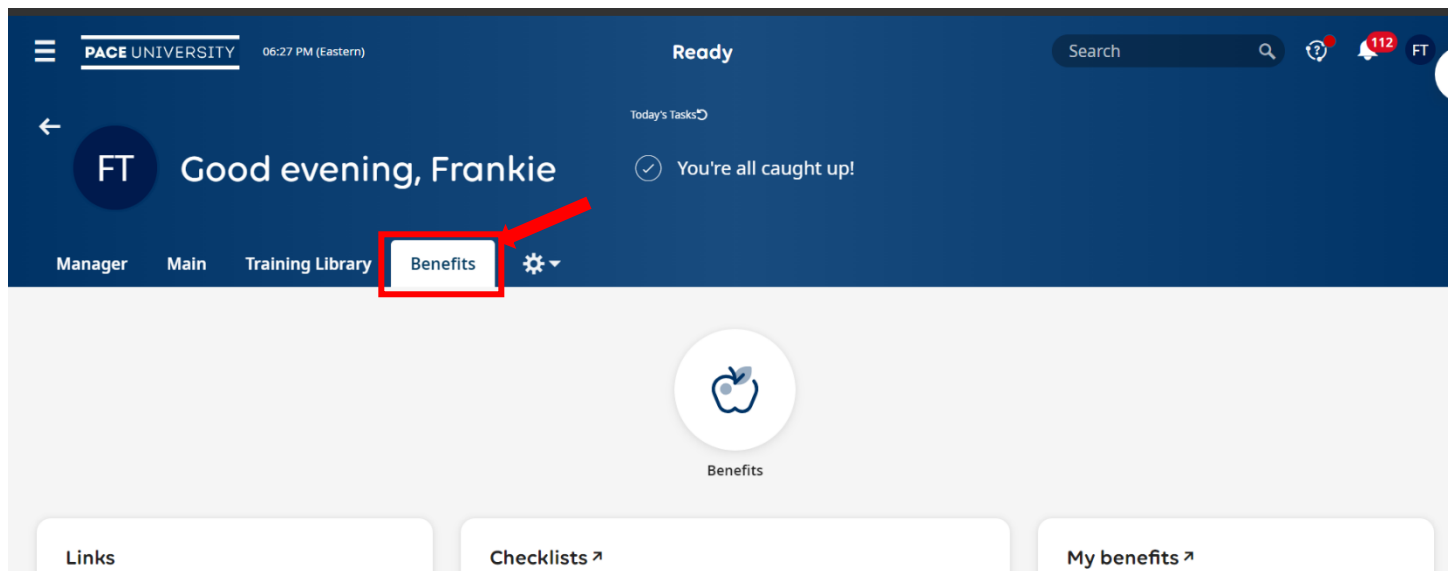 PACE UNIVERSITY
06:27 PM (Eastern)
Ready
Search
112
FT
Today's Tasks
FT
Good evening, Frankie
You're all caught up!
Manager
Main
Training Library
Benefits
Benefits
Links
Checklists
My benefits